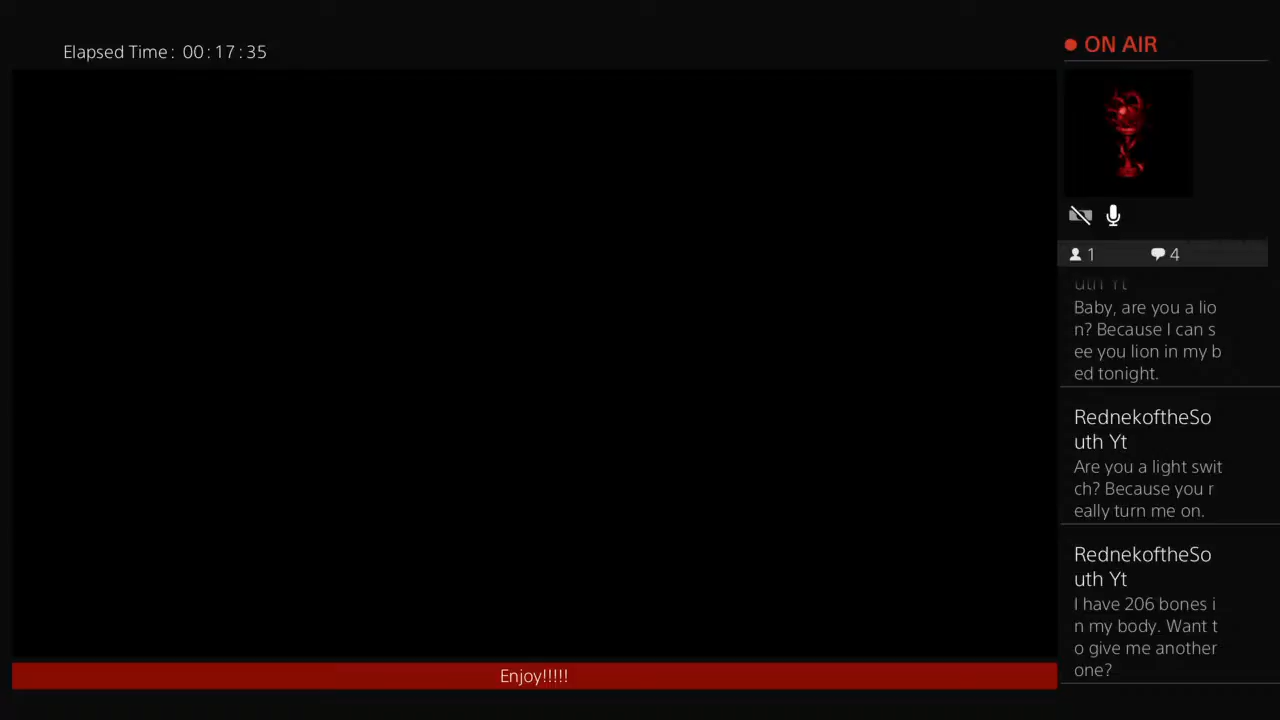 Elapsed Time: 00:17:35
ON AIR
1 4
uth Yt
Baby, are you a lio
n? Because I can s
ee you lion in my b
ed tonight.
RednekoftheSo
uth Yt
Are you a light swit
ch? Because you r
eally turn me on.
RednekoftheSo
uth Yt
I have 206 bones i
n my body. Want t
o give me another
one?
Enjoy!!!!!